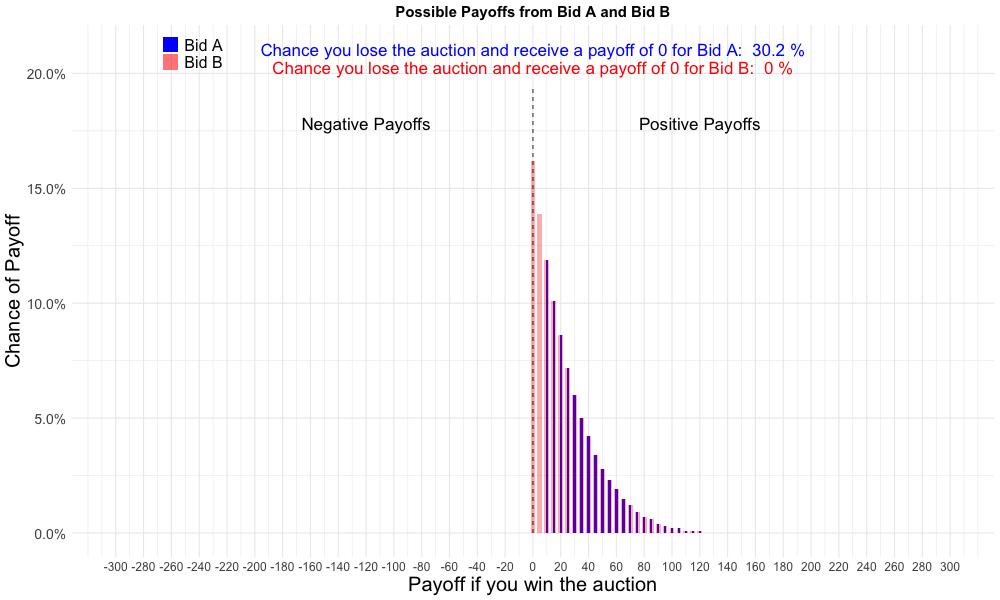 Possible Payoffs from Bid A and Bid B
Bid A
Bid B
Chance you lose the auction and receive a payoff of 0 for Bid A: 30.2 %
Chance you lose the auction and receive a payoff of 0 for Bid B: 0 %
Negative Payoffs
Positive Payoffs
Chance of Payoff
20.0%
15.0%
10.0%
5.0%
0.0%
-300 -280 -260 -240 -220 -200 -180 -160 -140 -120 -100 -80 -60 -40 -20 0 20 40 60 80 100 120 140 160 180 200 220 240 260 280 300
Payoff if you win the auction